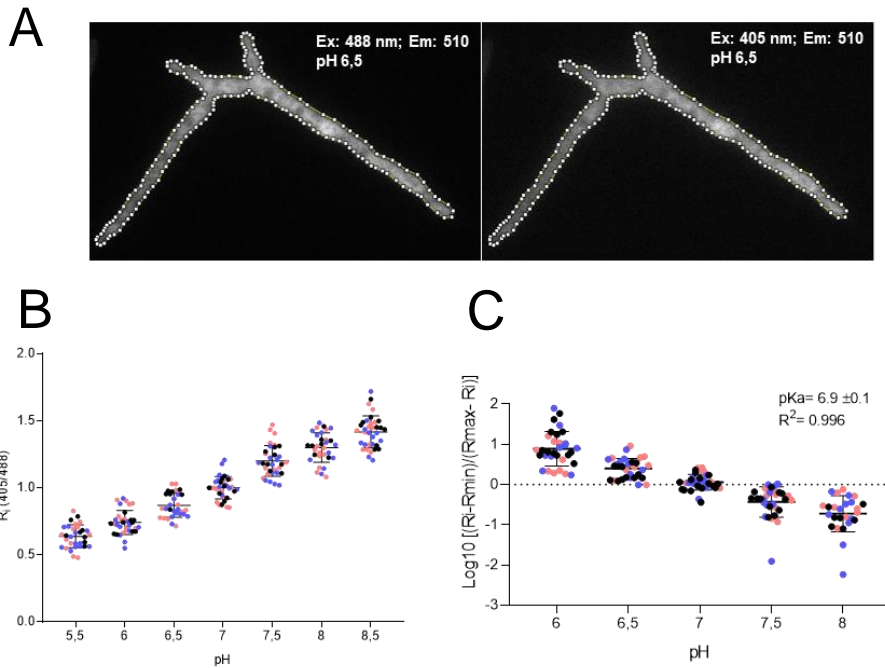 A
Ex: 488 nm; Em: 510
pH 6,5
Ex: 405 nm; Em: 510
pH 6,5
B
2.0
1.5
1.0
0.5
0.0
Ri (405/488)
5,5 6 6,5 7 7,5 8 8,5
pH
C
pKa= 6.9 ±0.1
R2= 0.996
2
1
0
-1
-2
-3
Log10 [(Ri-Rmin)/(Rmax- Ri)]
6 6,5 7 7,5 8
pH